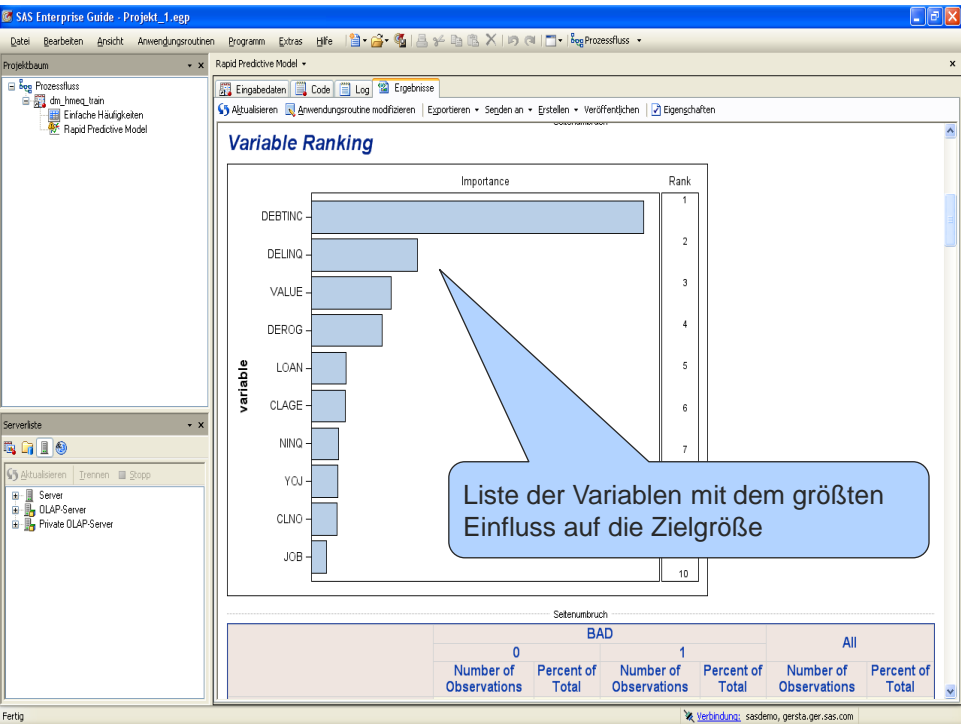 SAS Enterprise Guide - Projekt_1.egp
Datei Bearbeiten Ansicht Anwendungsroutinen Programm Extras Hilfe Prozessfluss
Projektbaum
Prozessfluss
dm_hmeq_train
Einfache Häufigkeiten
Rapid Predictive Model
Serverliste
Aktualisieren Trennen Stopp
Server
OLAP-Server
Private OLAP-Server
Rapid Predictive Model
Eingabedaten Code Log Ergebnisse
Aktualisieren Anwendungsroutine modifizieren Exportieren Senden an Erstellen Veröffentlichen Eigenschaften
Seitenumbruch
Variable Ranking
Importance Rank
variable
DEBTINC 1
DELINQ 2
VALUE 3
DEROG 4
LOAN 5
CLAGE 6
NINQ 7
YOJ
CLNO
JOB 10
Liste der Variablen mit dem größten
Einfluss auf die Zielgröße
Seitenumbruch
BAD All
0 1
Number of Observations Percent of Total Number of Observations Percent of Total Number of Observations Percent of Total
Fertig
Verbindung: sasdemo, gersta.ger.sas.com